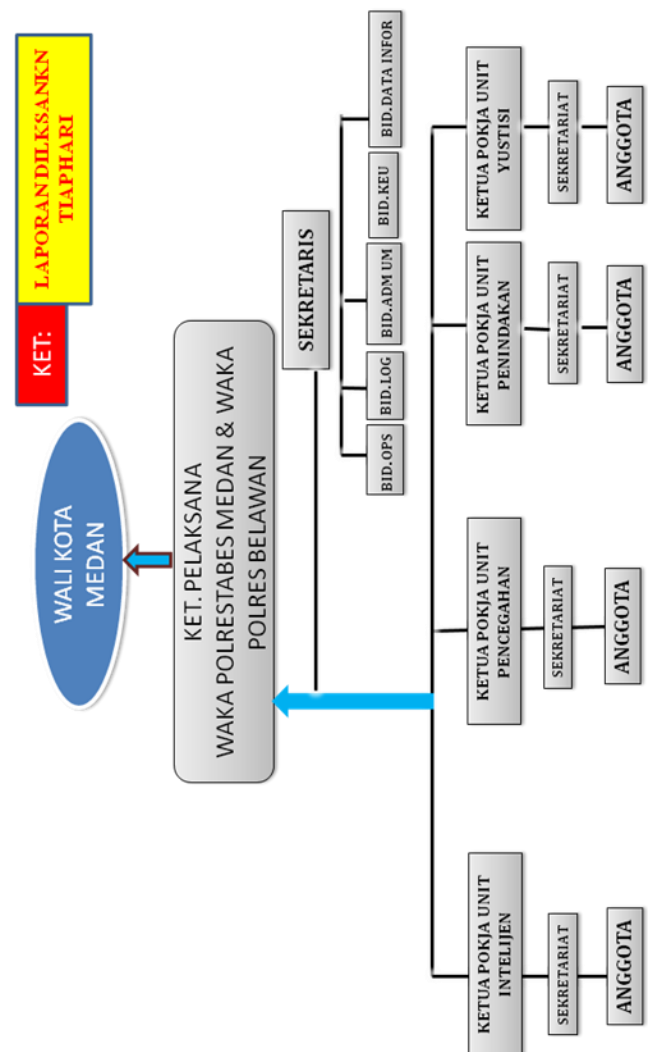 WALI KOTA
MEDAN
KET:
LAPORAN DILKSANKN
TIAPHARI
KET. PELAKSANA
WAKA POLRESTABES MEDAN & WAKA
POLRES BELAWAN
SEKRETARIS
BID.OPS
BID.LOG
BID.ADM UM
BID.KEU
BID.DATA INFOR
KETUA POKJA UNIT
INTELIJEN
KETUA POKJA UNIT
PENCEGAHAN
KETUA POKJA UNIT
PENINDAKAN
KETUA POKJA UNIT
YUSTISI
SEKRETARIAT
SEKRETARIAT
SEKRETARIAT
SEKRETARIAT
ANGGOTA
ANGGOTA
ANGGOTA
ANGGOTA